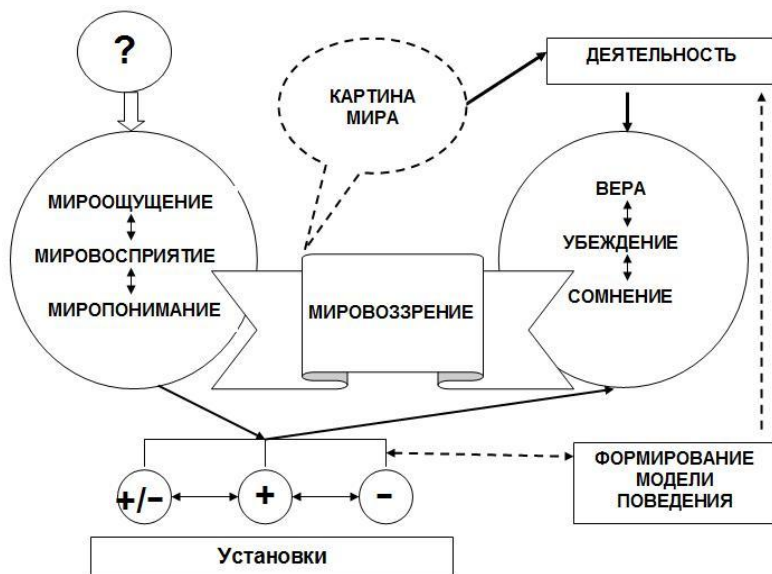 ?
МИРООЩУЩЕНИЕ
МИРОВОСПРИЯТИЕ
МИРОПОНИМАНИЕ
КАРТИНА
МИРА
ДЕЯТЕЛЬНОСТЬ
ВЕРА
УБЕЖДЕНИЕ
СОМНЕНИЕ
МИРОВОЗЗРЕНИЕ
+/−
+
−
Установки
ФОРМИРОВАНИЕ
МОДЕЛИ
ПОВЕДЕНИЯ